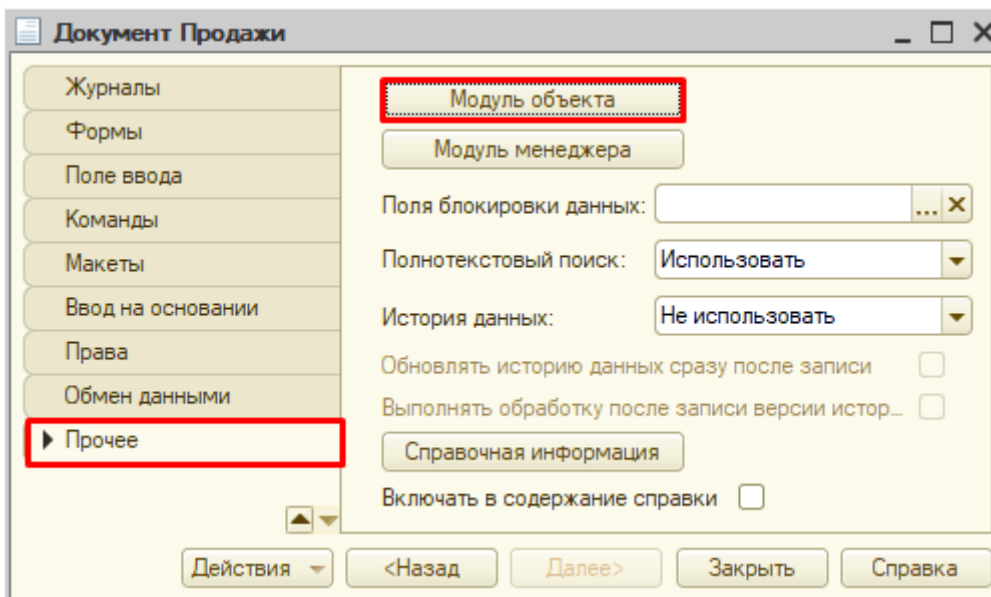 Документ Продажи
Журналы
Формы
Поле ввода
Команды
Макеты
Ввод на основании
Права
Обмен данными
Прочее
Модуль объекта
Модуль менеджера
Поля блокировки данных: ...
Полнотекстовый поиск: Использовать
История данных: Не использовать
Обновлять историю данных сразу после записи
Выполнять обработку после записи версии истор...
Справочная информация
Включать в содержание справки
Действия <Назад Далее> Закрыть Справка